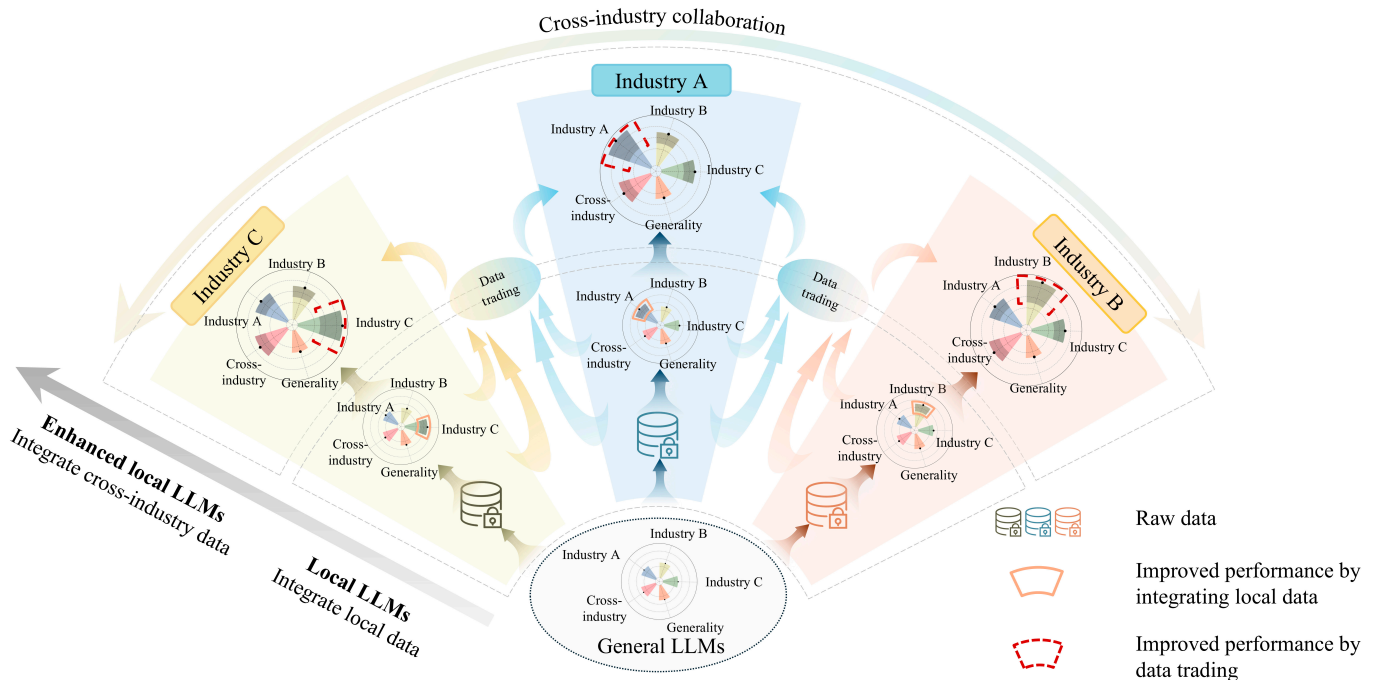 Cross-industry collaboration
Industry A
Industry B
Industry A
Industry C
Cross-
industry
Generality
Industry C
Industry B
Industry A
Industry C
Cross-
industry
Generality
Data
trading
Industry B
Industry A
Industry C
Cross-
industry
Generality
Data
trading
Industry B
Industry B
Industry A
Industry C
Cross-
industry
Generality
Industry B
Industry A
Industry C
Cross-
industry
Generality
Industry B
Industry A
Industry C
Cross-
industry
Generality
Enhanced local LLMs
Integrate cross-industry data
Local LLMs
Integrate local data
Industry B
Industry A
Industry C
Cross-
industry
Generality
General LLMs
Raw data
Improved performance by
integrating local data
Improved performance by
data trading